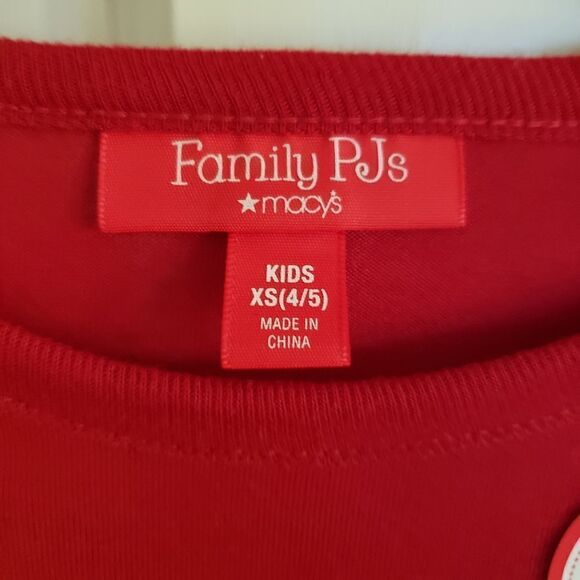 Family PJs
★macy's
KIDS
XS(4/5)
MADE IN
CHINA